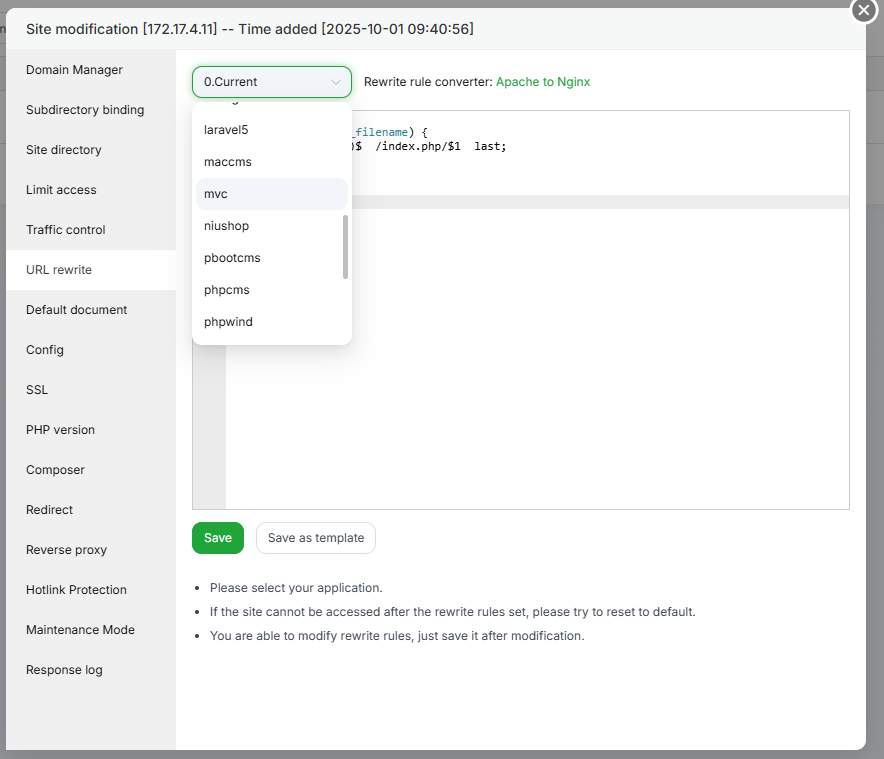 Site modification [172.17.4.11] -- Time added [2025-10-01 09:40:56]
Domain Manager
Subdirectory binding
Site directory
Limit access
Traffic control
URL rewrite
Default document
Config
SSL
PHP version
Composer
Redirect
Reverse proxy
Hotlink Protection
Maintenance Mode
Response log
0.Current
Rewrite rule converter: Apache to Nginx
laravel5
maccms
mvc
niushop
pbootcms
phpcms
phpwind
_filename) {
)$ /index.php/$1 last;
Save
Save as template
• Please select your application.
• If the site cannot be accessed after the rewrite rules set, please try to reset to default.
• You are able to modify rewrite rules, just save it after modification.